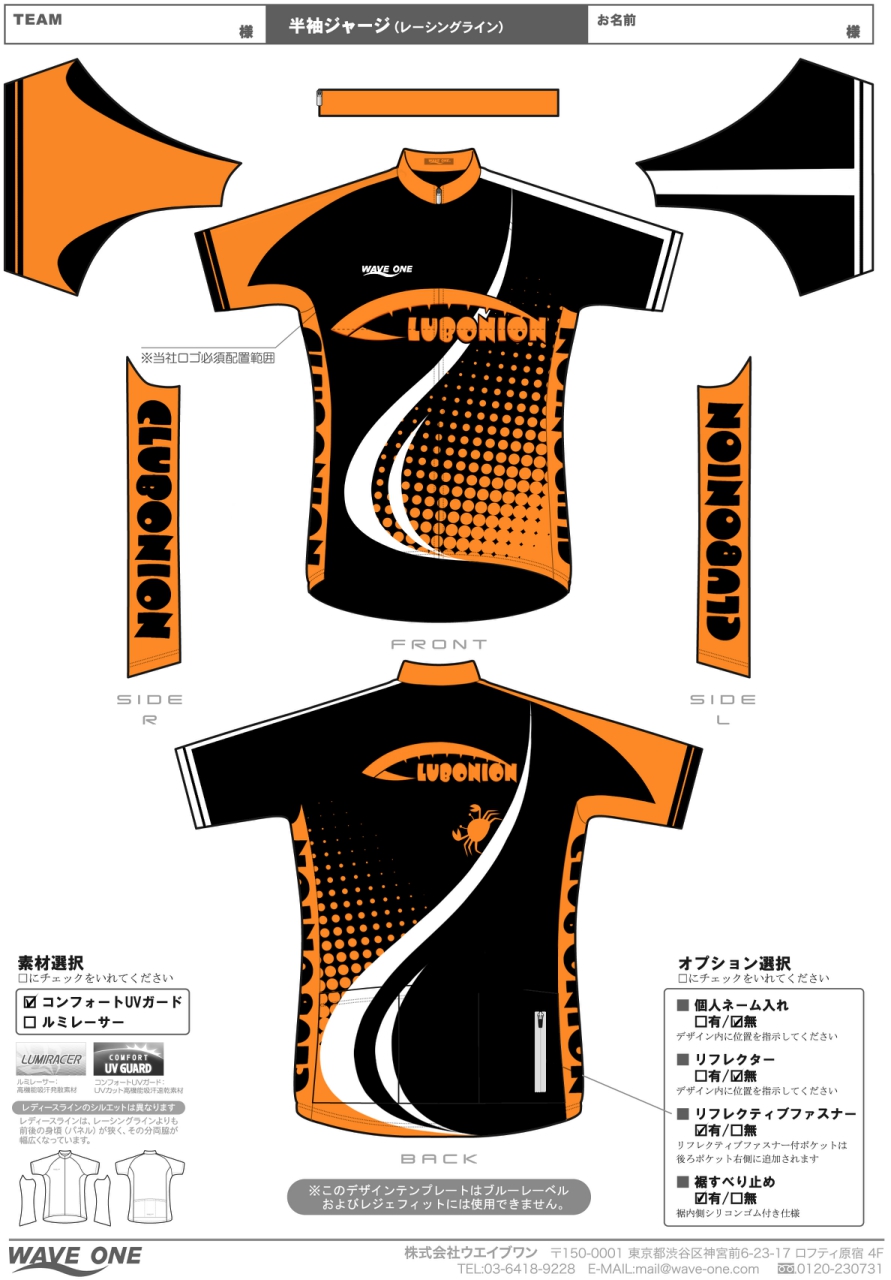 TEAM
様
半袖ジャージ(レーシングライン)
お名前
様
WAVE ONE
WAVE ONE
LUBONION
※当社ロゴ必須配置範囲
CLUBONION
CLUBONION
CLUBONION
CLUBONION
FRONT
SIDE
R
SIDE
L
LUBONION
CLUBONION
CLUBONION
BACK
素材選択
□にチェックをいれてください
☑ コンフォートUVガード
□ ルミレーサー
LUMIRACER
COMFORT
UV GUARD
ルミレーサー:
高機能吸汗発散素材
コンフォートUVガード:
UVカット高機能吸汗速乾素材
レディースラインのシルエットは異なります
レディースラインは、レーシングラインよりも
前後の身頃(パネル)が狭く、その分両脇が
幅広くなっています。
オプション選択
□にチェックをいれてください
■ 個人ネーム入れ
□有/☑無
デザイン内に位置を指示してください
■ リフレクター
□有/☑無
デザイン内に位置を指示してください
■ リフレクティブファスナー
☑有/□無
リフレクティブファスナー付ポケットは
後ろポケット右側に追加されます
■ 裾すべり止め
☑有/□無
裾内側シリコンゴム付き仕様
※このデザインテンプレートはブルーレーベル
およびレジェフィットには使用できません。
WAVE ONE
株式会社ウエイブワン 〒150-0001 東京都渋谷区神宮前6-23-17 ロフティ原宿 4F
TEL:03-6418-9228 E-MAIL:mail@wave-one.com 0120-230731